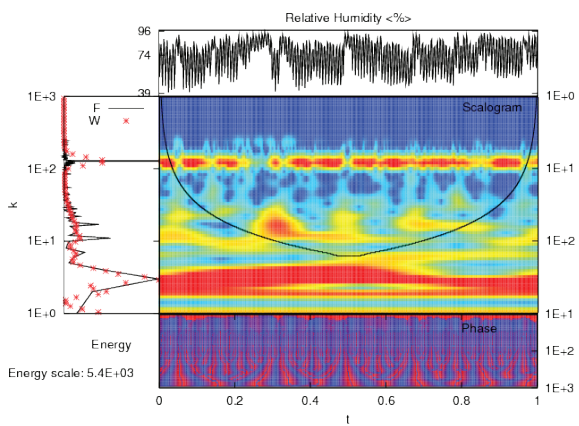 Relative Humidity <%>
96
74
39
1E+3
1E+2
1E+1
1E+0
k
F
W
Scalogram
1E+0
1E+1
1E+2
1E+1
1E+2
1E+3
Phase
Energy
Energy scale: 5.4E+03
0
0.2
0.4
0.6
0.8
1
t